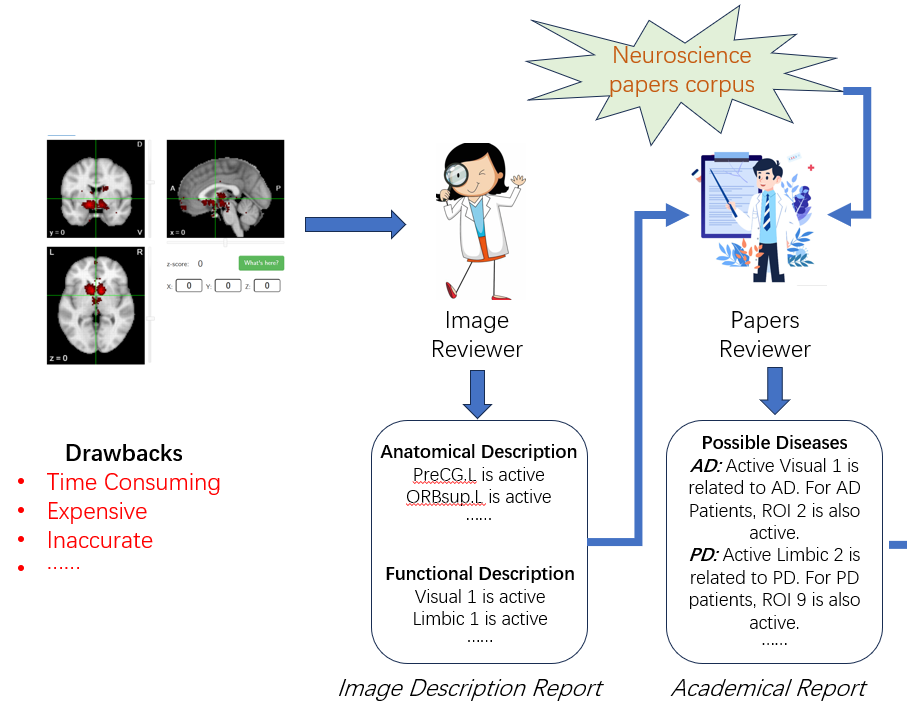 Neuroscience
papers corpus
D
y = 0
V
A
P
x = 0
L
R
z = 0
z-score: 0
What's here?
X: 0 Y: 0 Z: 0
Image
Reviewer
Papers
Reviewer
Drawbacks
• Time Consuming
• Expensive
• Inaccurate
• ......
Anatomical Description
PreCG.L is active
ORBsup.L is active
......
Functional Description
Visual 1 is active
Limbic 1 is active
......
Image Description Report
Possible Diseases
AD: Active Visual 1 is
related to AD. For AD
Patients, ROI 2 is also
active.
PD: Active Limbic 2 is
related to PD. For PD
patients, ROI 9 is also
active.
......
Academical Report